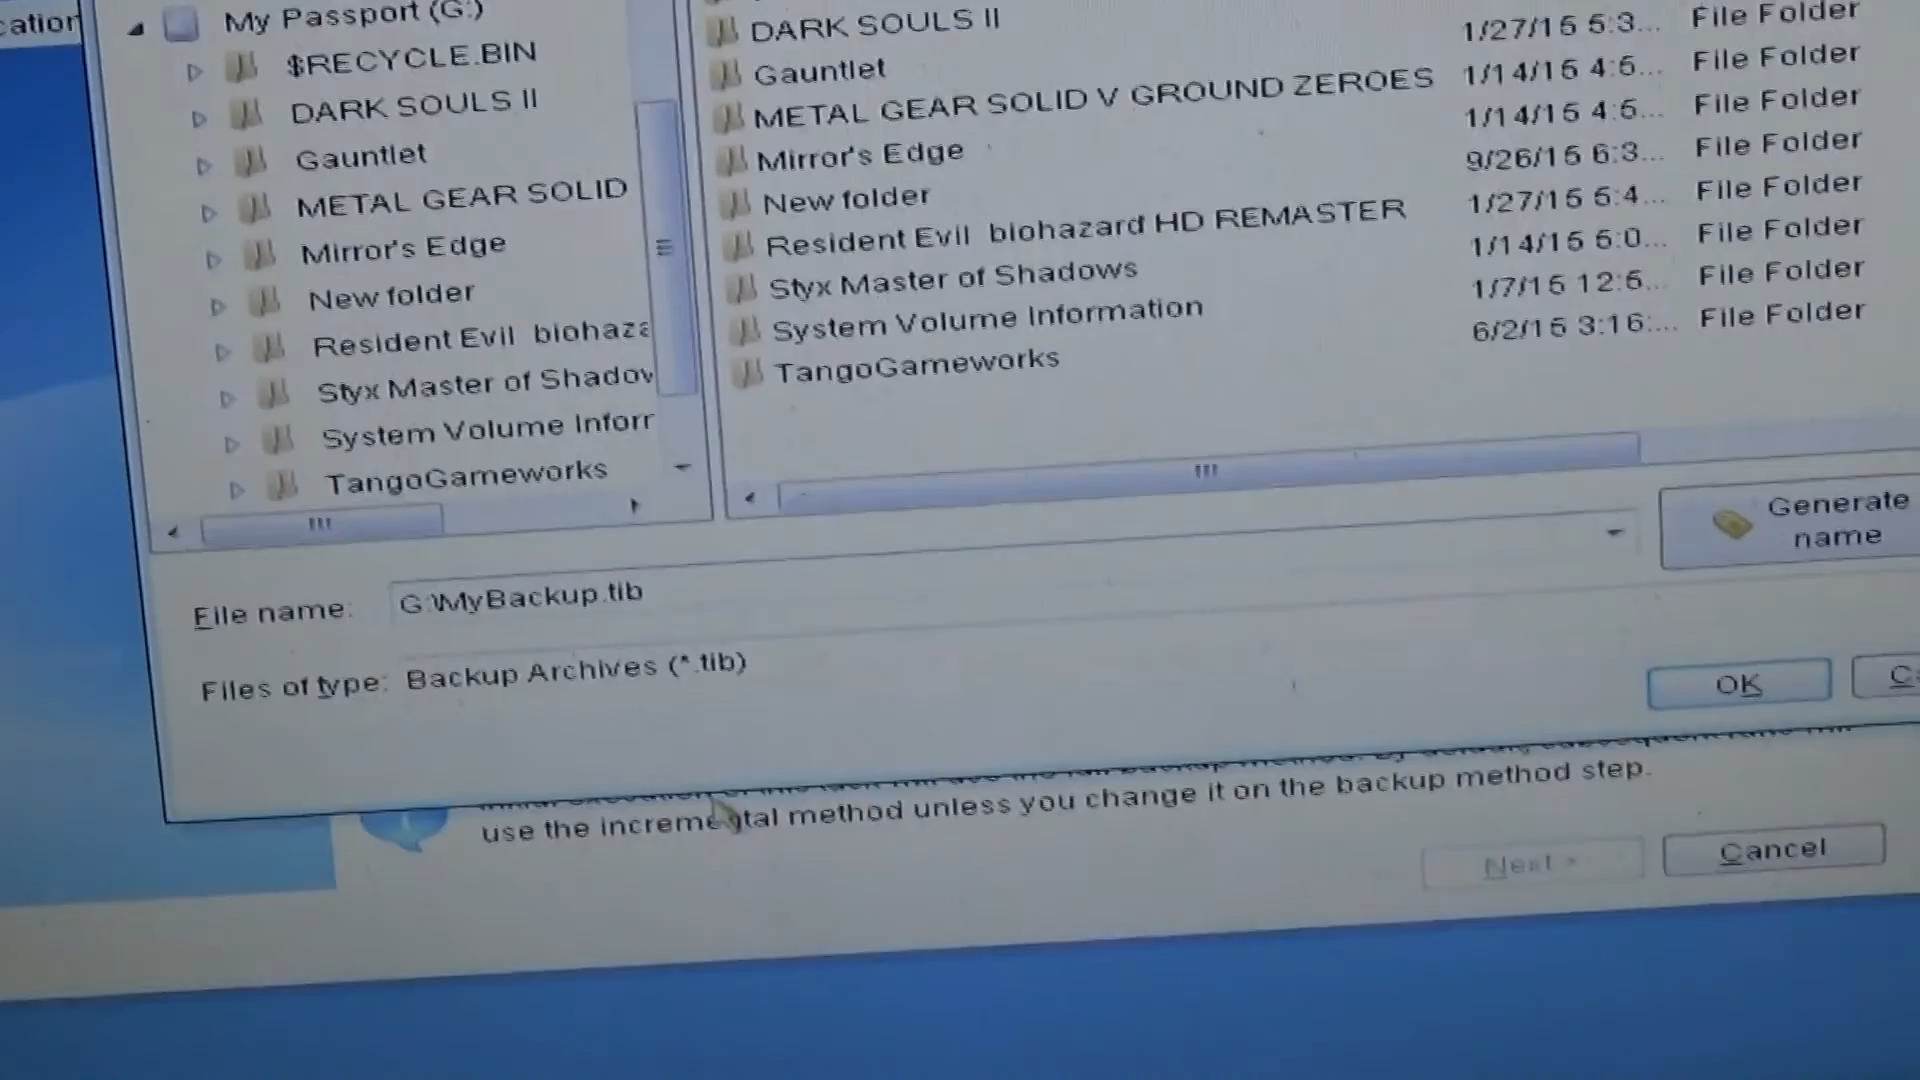 cation
My Passport (G:)
$RECYCLE.BIN
DARK SOULS II
Gauntlet
METAL GEAR SOLID
Mirror's Edge
New folder
Resident Evil biohaza
Styx Master of Shadow
System Volume Inforr
TangoGameworks
DARK SOULS II 1/27/15 5:3... File Folder
Gauntlet 1/14/15 4:5... File Folder
METAL GEAR SOLID V GROUND ZEROES 1/14/15 4:5... File Folder
Mirror's Edge 9/26/15 6:3... File Folder
New folder 1/27/15 5:4... File Folder
Resident Evil biohazard HD REMASTER 1/14/15 5:0... File Folder
Styx Master of Shadows 1/7/15 12:5... File Folder
System Volume Information 6/2/15 3:16:... File Folder
TangoGameworks
Generate
name
File name: G:\MyBackup.tib
Files of type: Backup Archives (*.tib)
OK
use the incremental method unless you change it on the backup method step.
Next >
Cancel